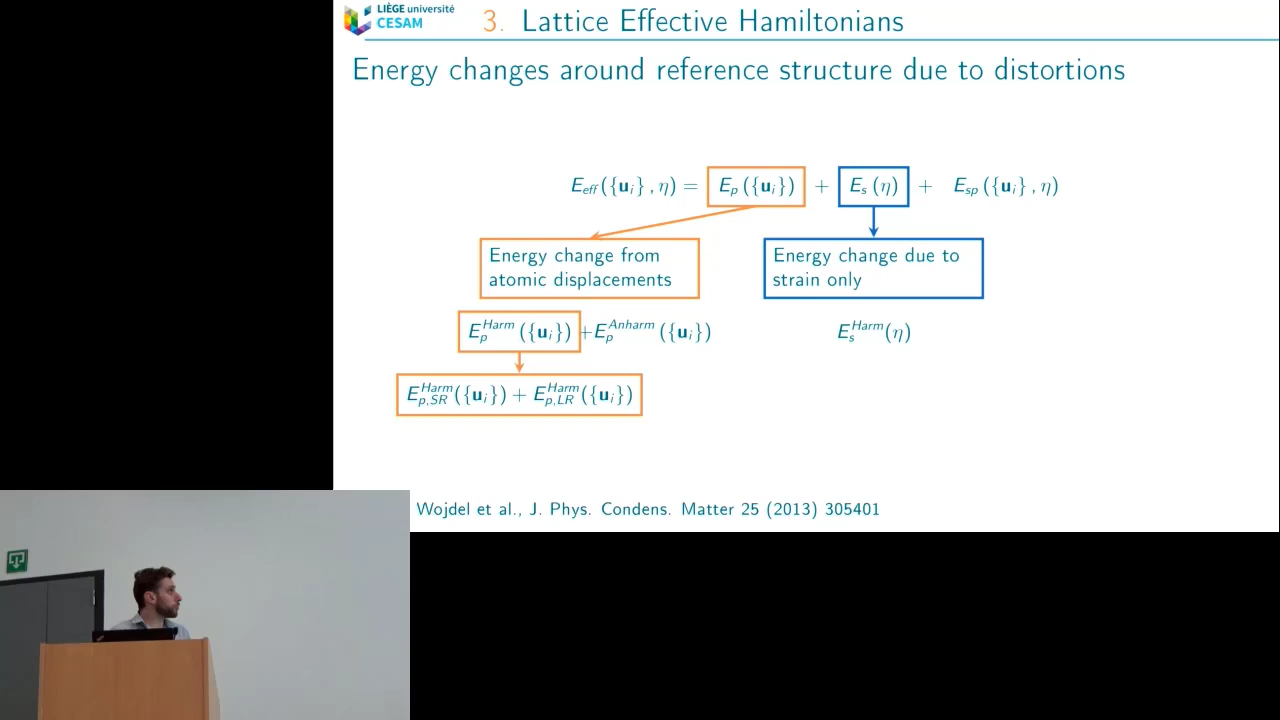 LIÈGE université
CESAM
3. Lattice Effective Hamiltonians
Energy changes around reference structure due to distortions
E_eff({u_i}, η) = E_p({u_i}) + E_s(η) + E_sp({u_i}, η)
Energy change from
atomic displacements
Energy change due to
strain only
E_p^Harm({u_i}) + E_p^Anharm({u_i})
E_s^Harm(η)
E_p,SR^Harm({u_i}) + E_p,LR^Harm({u_i})
Wojdel et al., J. Phys. Condens. Matter 25 (2013) 305401